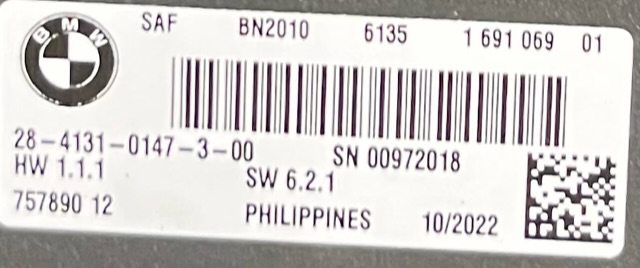 BMW
SAF BN2010 6135 1 691 069 01
28-4131-0147-3-00 SN 00972018
HW 1.1.1 SW 6.2.1
757890 12 PHILIPPINES 10/2022